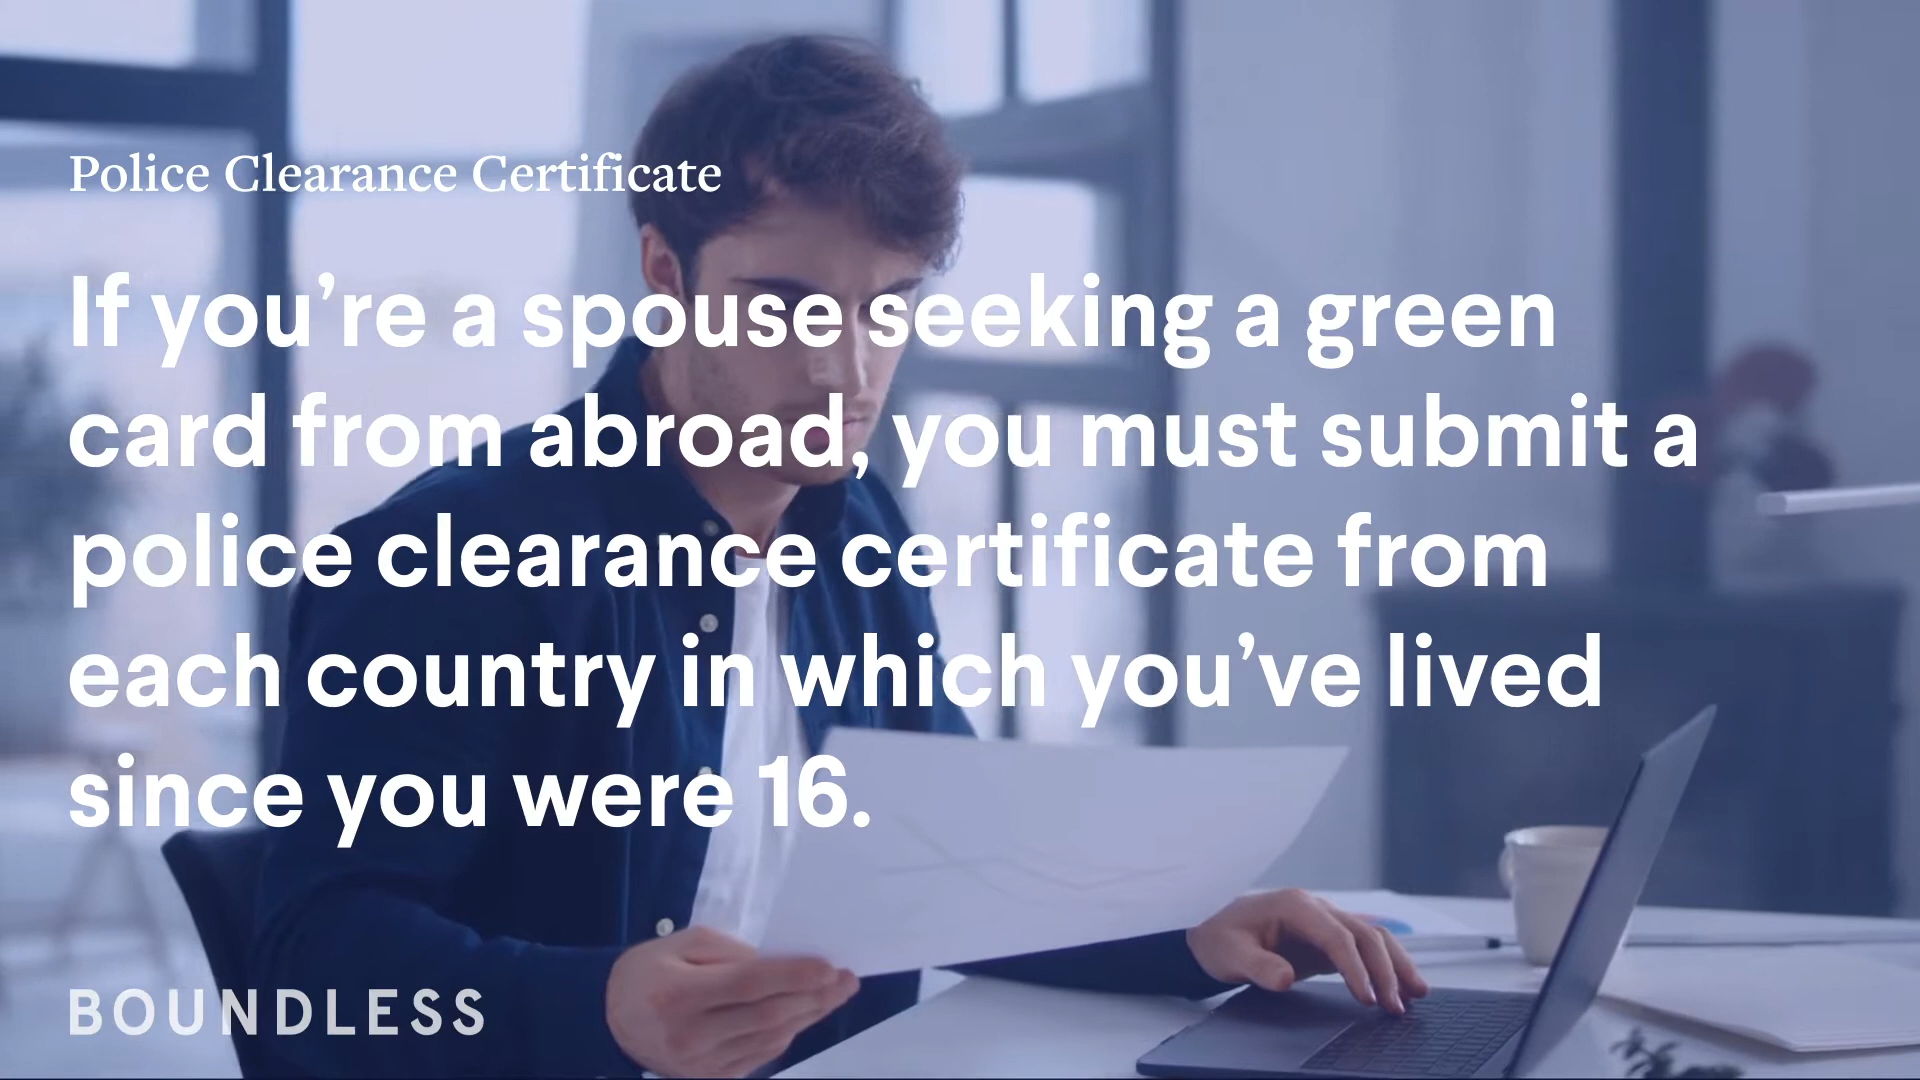 Police Clearance Certificate
If you’re a spouse seeking a green
card from abroad, you must submit a
police clearance certificate from
each country in which you’ve lived
since you were 16.
BOUNDLESS